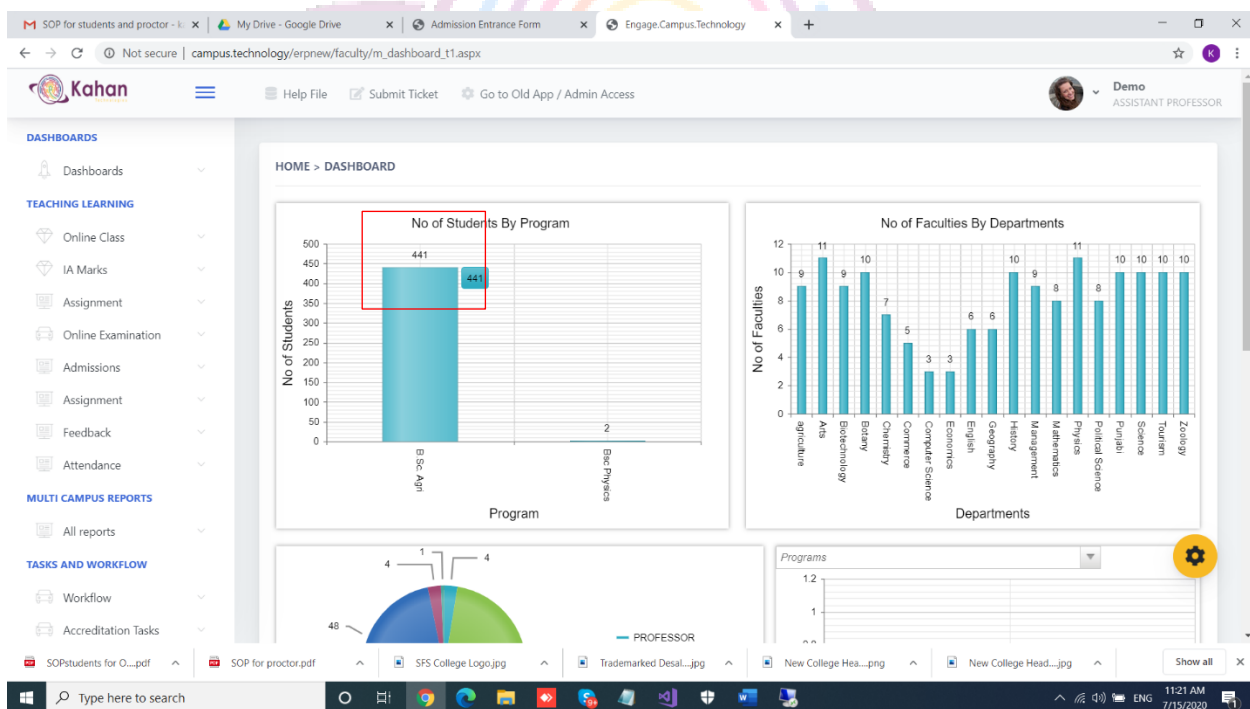 SOP for students and proctor - k
My Drive - Google Drive
Admission Entrance Form
Engage.Campus.Technology
Not secure | campus.technology/erpnew/faculty/m_dashboard_t1.aspx
K
Kahan
Help File
Submit Ticket
Go to Old App / Admin Access
Demo
ASSISTANT PROFESSOR
DASHBOARDS
Dashboards
TEACHING LEARNING
Online Class
IA Marks
Assignment
Online Examination
Admissions
Assignment
Feedback
Attendance
MULTI CAMPUS REPORTS
All reports
TASKS AND WORKFLOW
Workflow
Accreditation Tasks
HOME > DASHBOARD
No of Students By Program
No of Students
500
450
400
350
300
250
200
150
100
50
0
441
441
2
B Sc. Agri
Bsc Physics
Program
No of Faculties By Departments
No of Faculties
12
10
8
6
4
2
0
9 11 9 10 7 5 3 3 6 6 10 9 8 11 8 10 10 10 10
agriculture
Arts
Biotechnology
Botany
Chemistry
Commerce
Computer Science
Economics
English
Geography
History
Management
Mathematics
Physics
Political Science
Punjabi
Science
Tourism
Zoology
Departments
4
1
4
48
PROFESSOR
Programs
1.2
1
SOPstudents for O....pdf
SOP for proctor.pdf
SFS College Logo.jpg
Trademarked Desal....jpg
New College Hea....png
New College Head....jpg
Show all
Type here to search
ENG
11:21 AM
7/15/2020